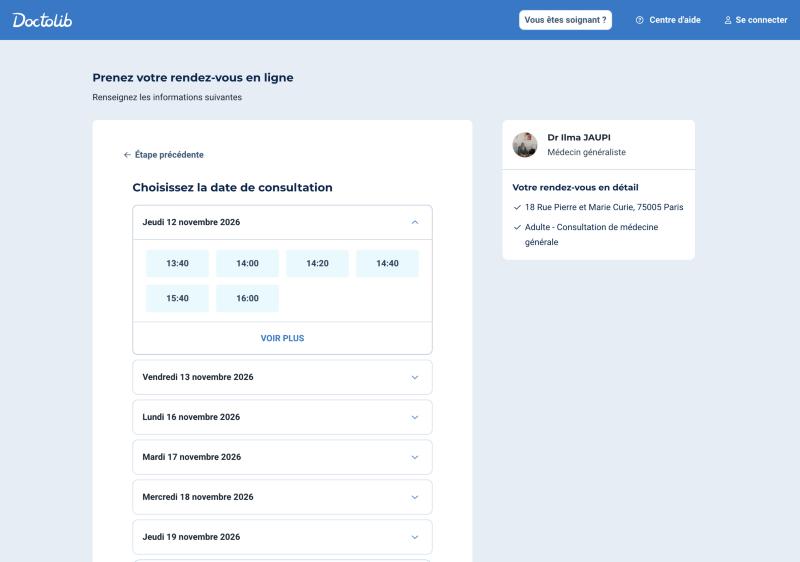 Doctolib
Vous êtes soignant ?
Centre d'aide
Se connecter
Prenez votre rendez-vous en ligne
Renseignez les informations suivantes
Étape précédente
Choisissez la date de consultation
Jeudi 12 novembre 2026
13:40 14:00 14:20 14:40
15:40 16:00
VOIR PLUS
Vendredi 13 novembre 2026
Lundi 16 novembre 2026
Mardi 17 novembre 2026
Mercredi 18 novembre 2026
Jeudi 19 novembre 2026
Dr Ilma JAUPI
Médecin généraliste
Votre rendez-vous en détail
18 Rue Pierre et Marie Curie, 75005 Paris
Adulte - Consultation de médecine
générale